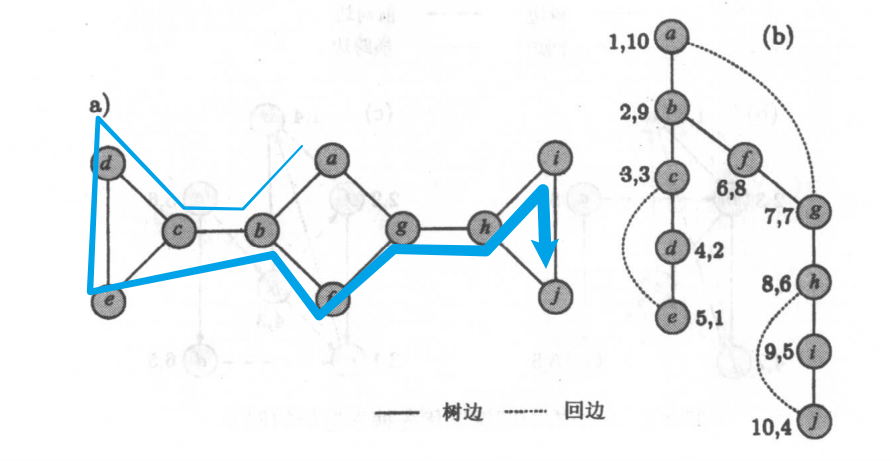 a)
d
e
c
b
a
f
g
h
i
j
(b)
a
1,10
b
2,9
f
6,8
c
3,3
g
7,7
d
4,2
h
8,6
e
5,1
i
9,5
j
10,4
树边
回边